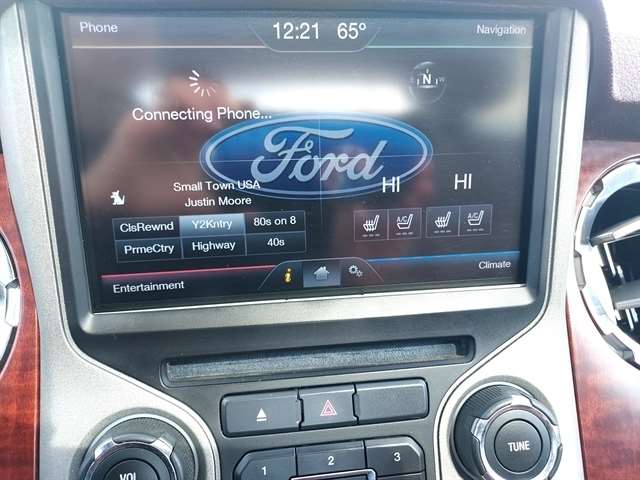 Phone
12:21 65°
Navigation
N
W
Connecting Phone...
Ford
Small Town USA
Justin Moore
HI
HI
ClsRewnd
Y2Kntry
80s on 8
PrmeCtry
Highway
40s
A/C
A/C
Entertainment
i
Climate
VOL
1
2
3
TUNE